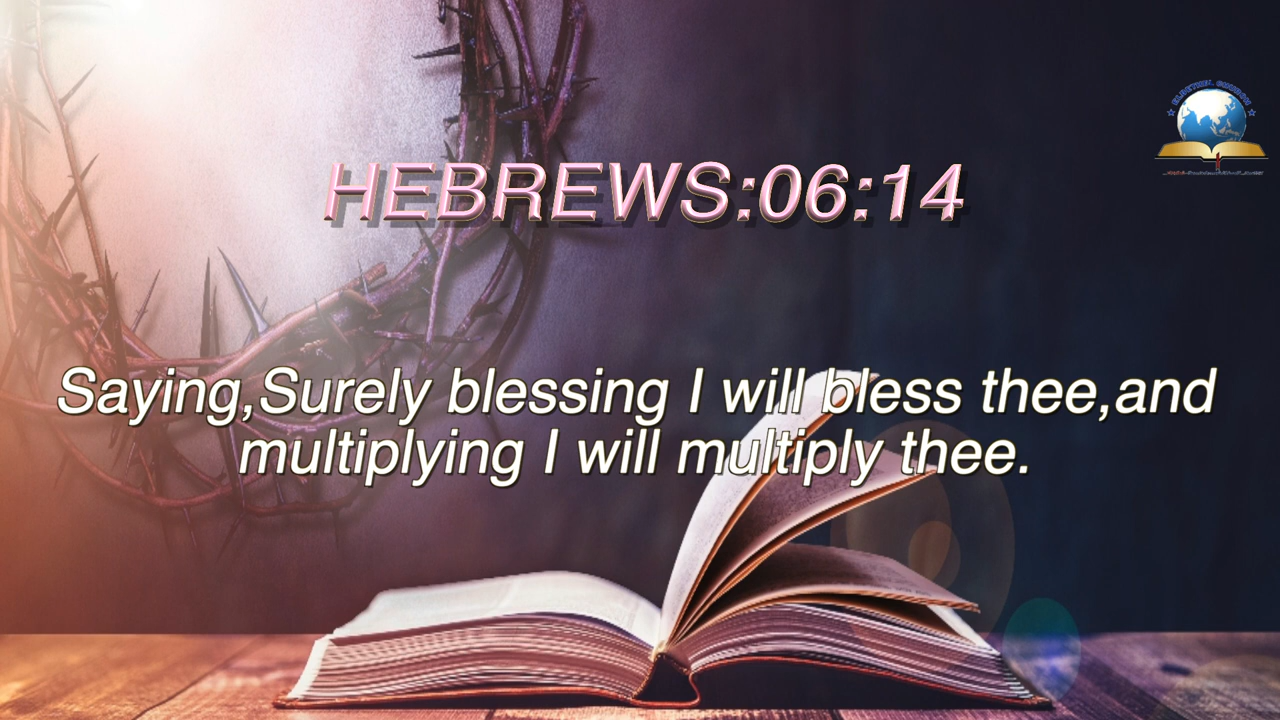 HEBREWS:06:14
Saying,Surely blessing I will bless thee,and
multiplying I will multiply thee.